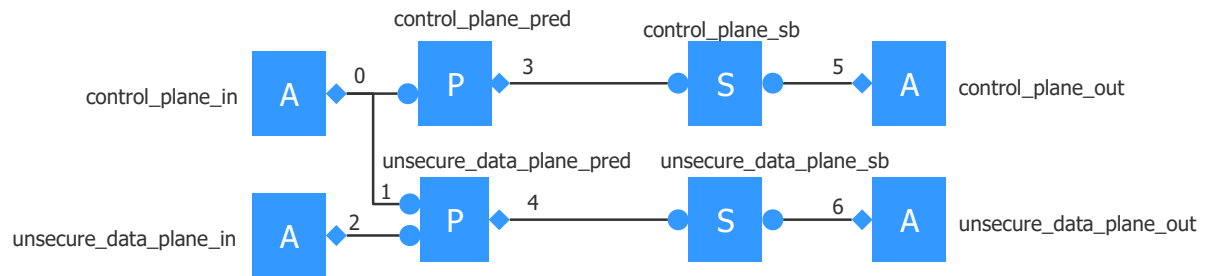 control_plane_pred
control_plane_sb
control_plane_in
A
0
P
3
S
5
A
control_plane_out
unsecure_data_plane_pred
unsecure_data_plane_sb
1
unsecure_data_plane_in
A
2
P
4
S
6
A
unsecure_data_plane_out